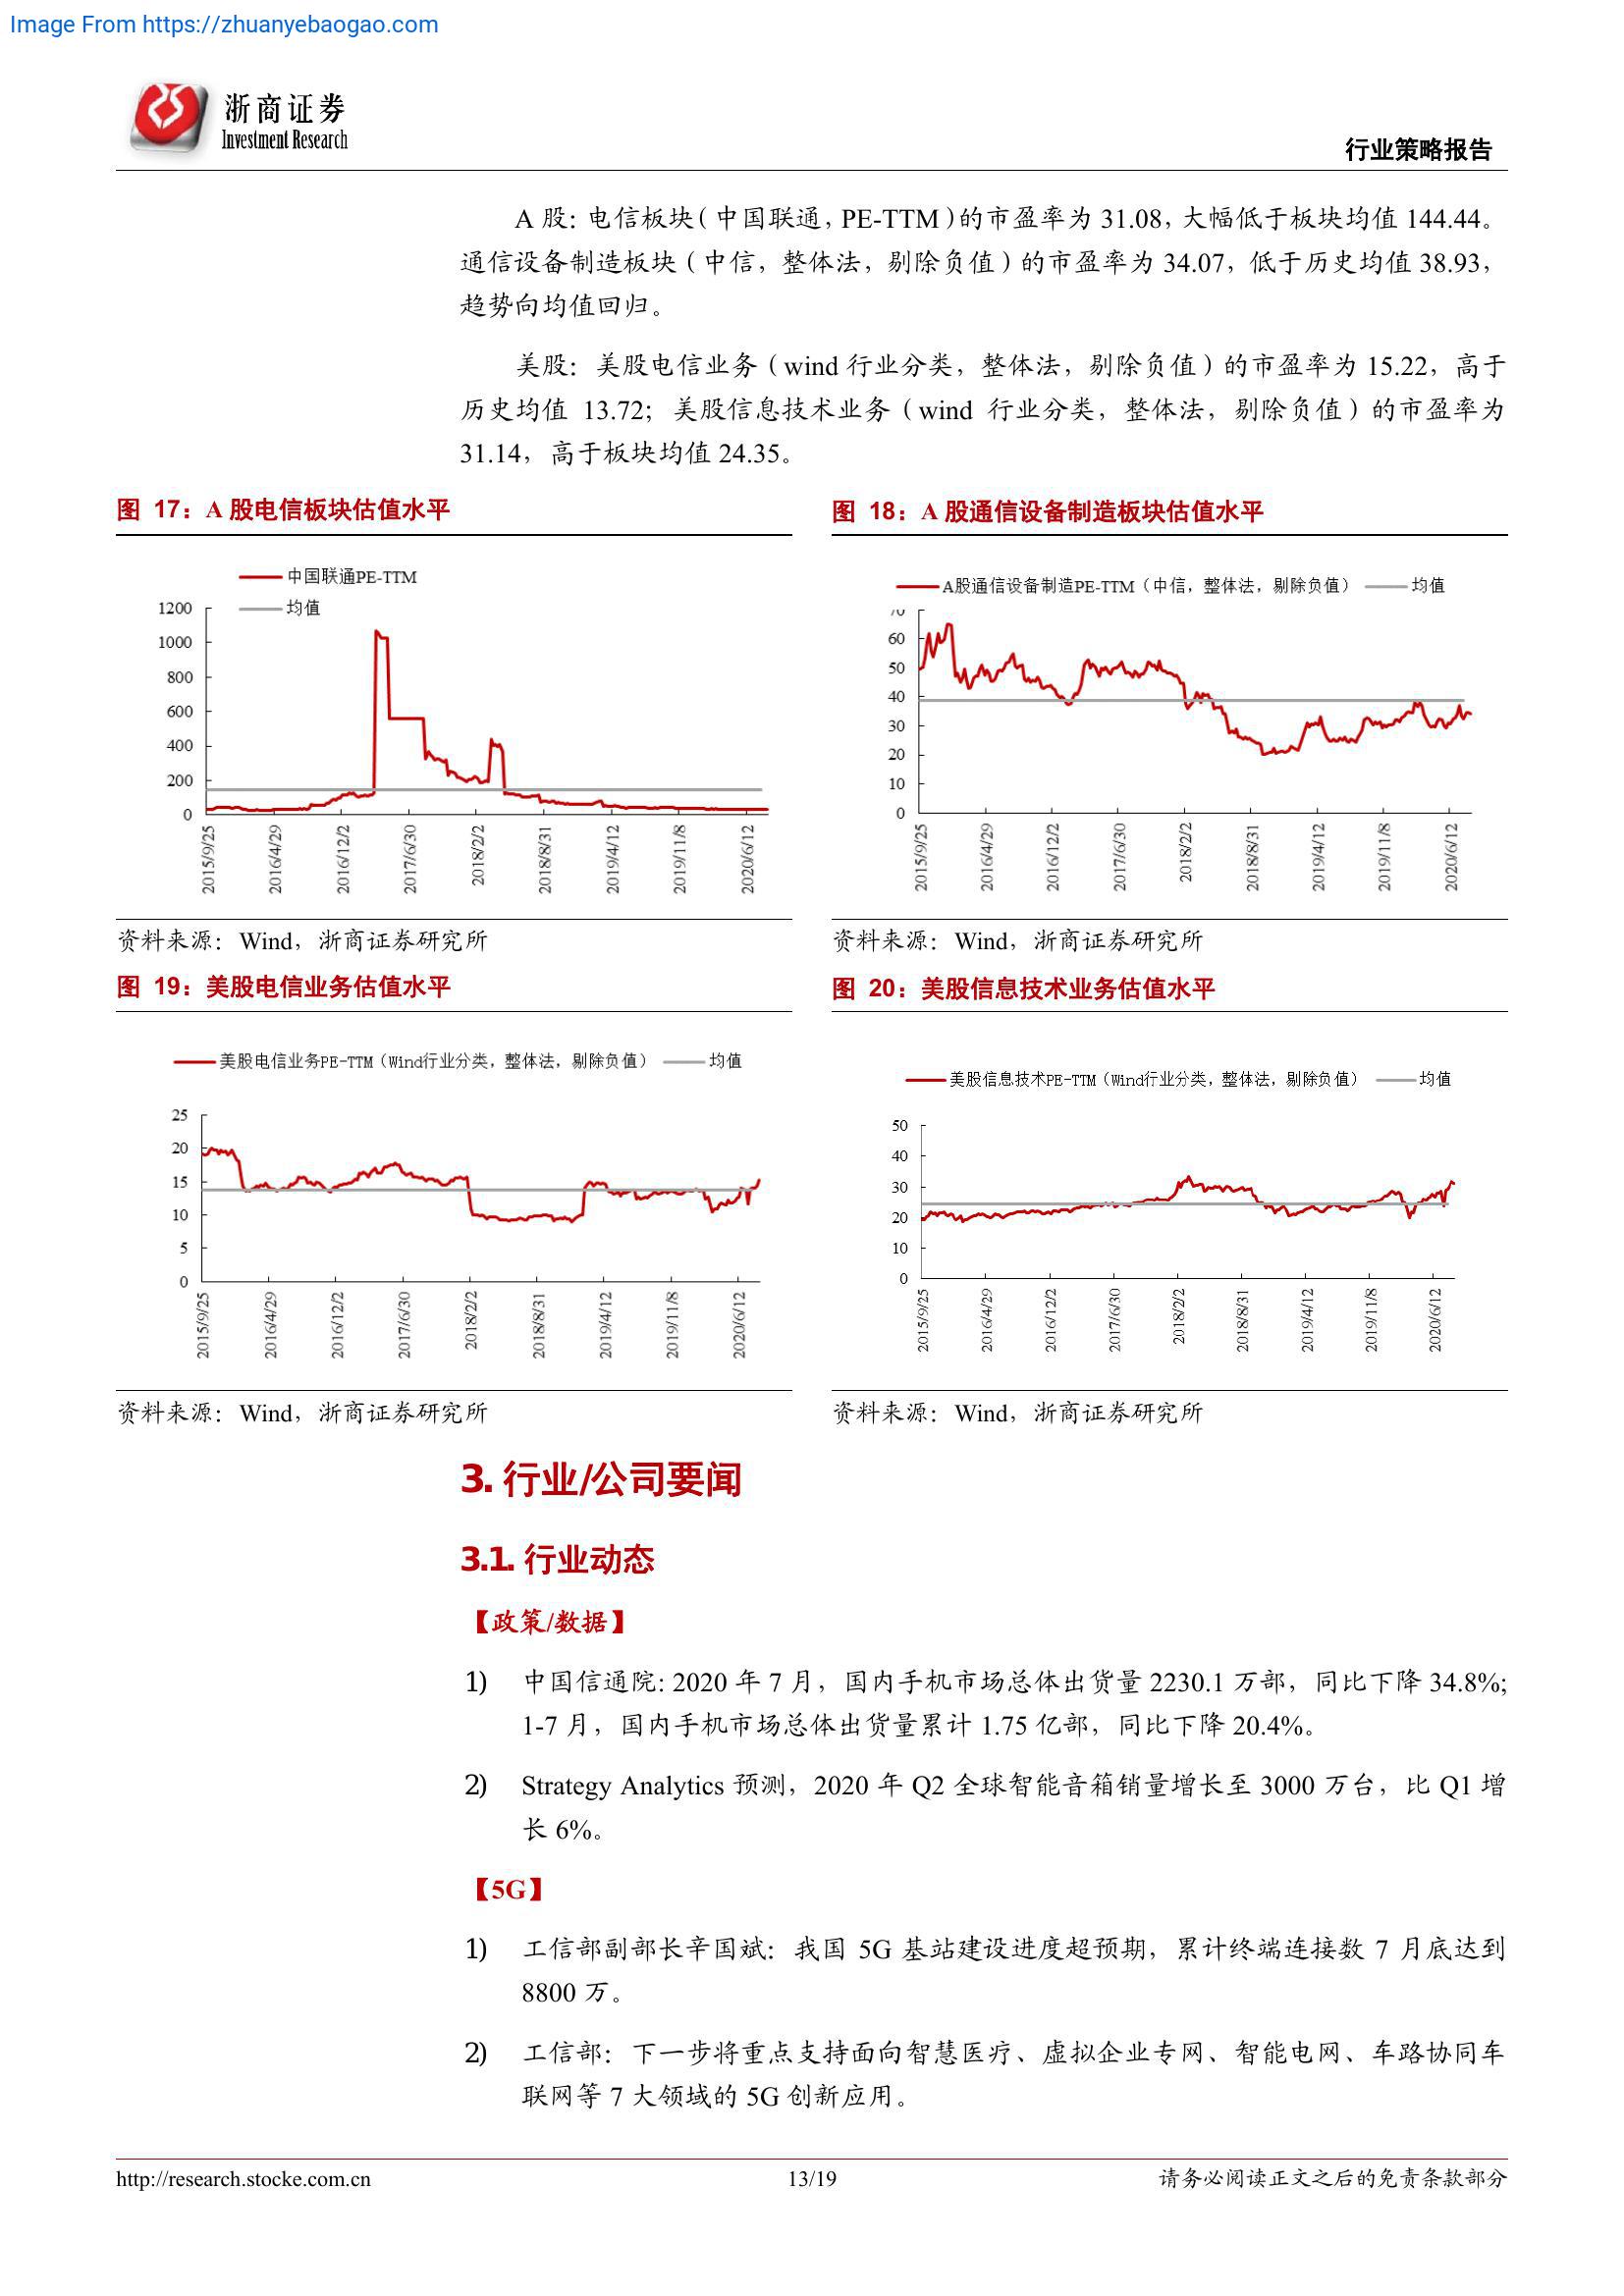 Image From https://zhuanyebaogao.com
浙商证券
Investment Research
行业策略报告
A 股：电信板块（中国联通，PE-TTM）的市盈率为 31.08，大幅低于板块均值 144.44。
通信设备制造板块（中信，整体法，剔除负值）的市盈率为 34.07，低于历史均值 38.93，
趋势向均值回归。
美股：美股电信业务（wind 行业分类，整体法，剔除负值）的市盈率为 15.22，高于
历史均值 13.72；美股信息技术业务（wind 行业分类，整体法，剔除负值）的市盈率为
31.14，高于板块均值 24.35。
图 17：A 股电信板块估值水平
中国联通PE-TTM
均值
1200
1000
800
600
400
200
0
2015/9/25
2016/4/29
2016/12/2
2017/6/30
2018/2/2
2018/8/31
2019/4/12
2019/11/8
2020/6/12
资料来源：Wind，浙商证券研究所
图 18：A 股通信设备制造板块估值水平
A股通信设备制造PE-TTM（中信，整体法，剔除负值）
均值
70
60
50
40
30
20
10
0
2015/9/25
2016/4/29
2016/12/2
2017/6/30
2018/2/2
2018/8/31
2019/4/12
2019/11/8
2020/6/12
资料来源：Wind，浙商证券研究所
图 19：美股电信业务估值水平
美股电信业务PE-TTM（Wind行业分类，整体法，剔除负值）
均值
25
20
15
10
5
0
2015/9/25
2016/4/29
2016/12/2
2017/6/30
2018/2/2
2018/8/31
2019/4/12
2019/11/8
2020/6/12
资料来源：Wind，浙商证券研究所
图 20：美股信息技术业务估值水平
美股信息技术PE-TTM（Wind行业分类，整体法，剔除负值）
均值
50
40
30
20
10
0
2015/9/25
2016/4/29
2016/12/2
2017/6/30
2018/2/2
2018/8/31
2019/4/12
2019/11/8
2020/6/12
资料来源：Wind，浙商证券研究所
3. 行业/公司要闻
3.1. 行业动态
【政策/数据】
1) 中国信通院: 2020 年 7 月，国内手机市场总体出货量 2230.1 万部，同比下降 34.8%;
1-7 月，国内手机市场总体出货量累计 1.75 亿部，同比下降 20.4%。
2) Strategy Analytics 预测，2020 年 Q2 全球智能音箱销量增长至 3000 万台，比 Q1 增
长 6%。
【5G】
1) 工信部副部长辛国斌：我国 5G 基站建设进度超预期，累计终端连接数 7 月底达到
8800 万。
2) 工信部：下一步将重点支持面向智慧医疗、虚拟企业专网、智能电网、车路协同车
联网等 7 大领域的 5G 创新应用。
http://research.stocke.com.cn
13/19
请务必阅读正文之后的免责条款部分